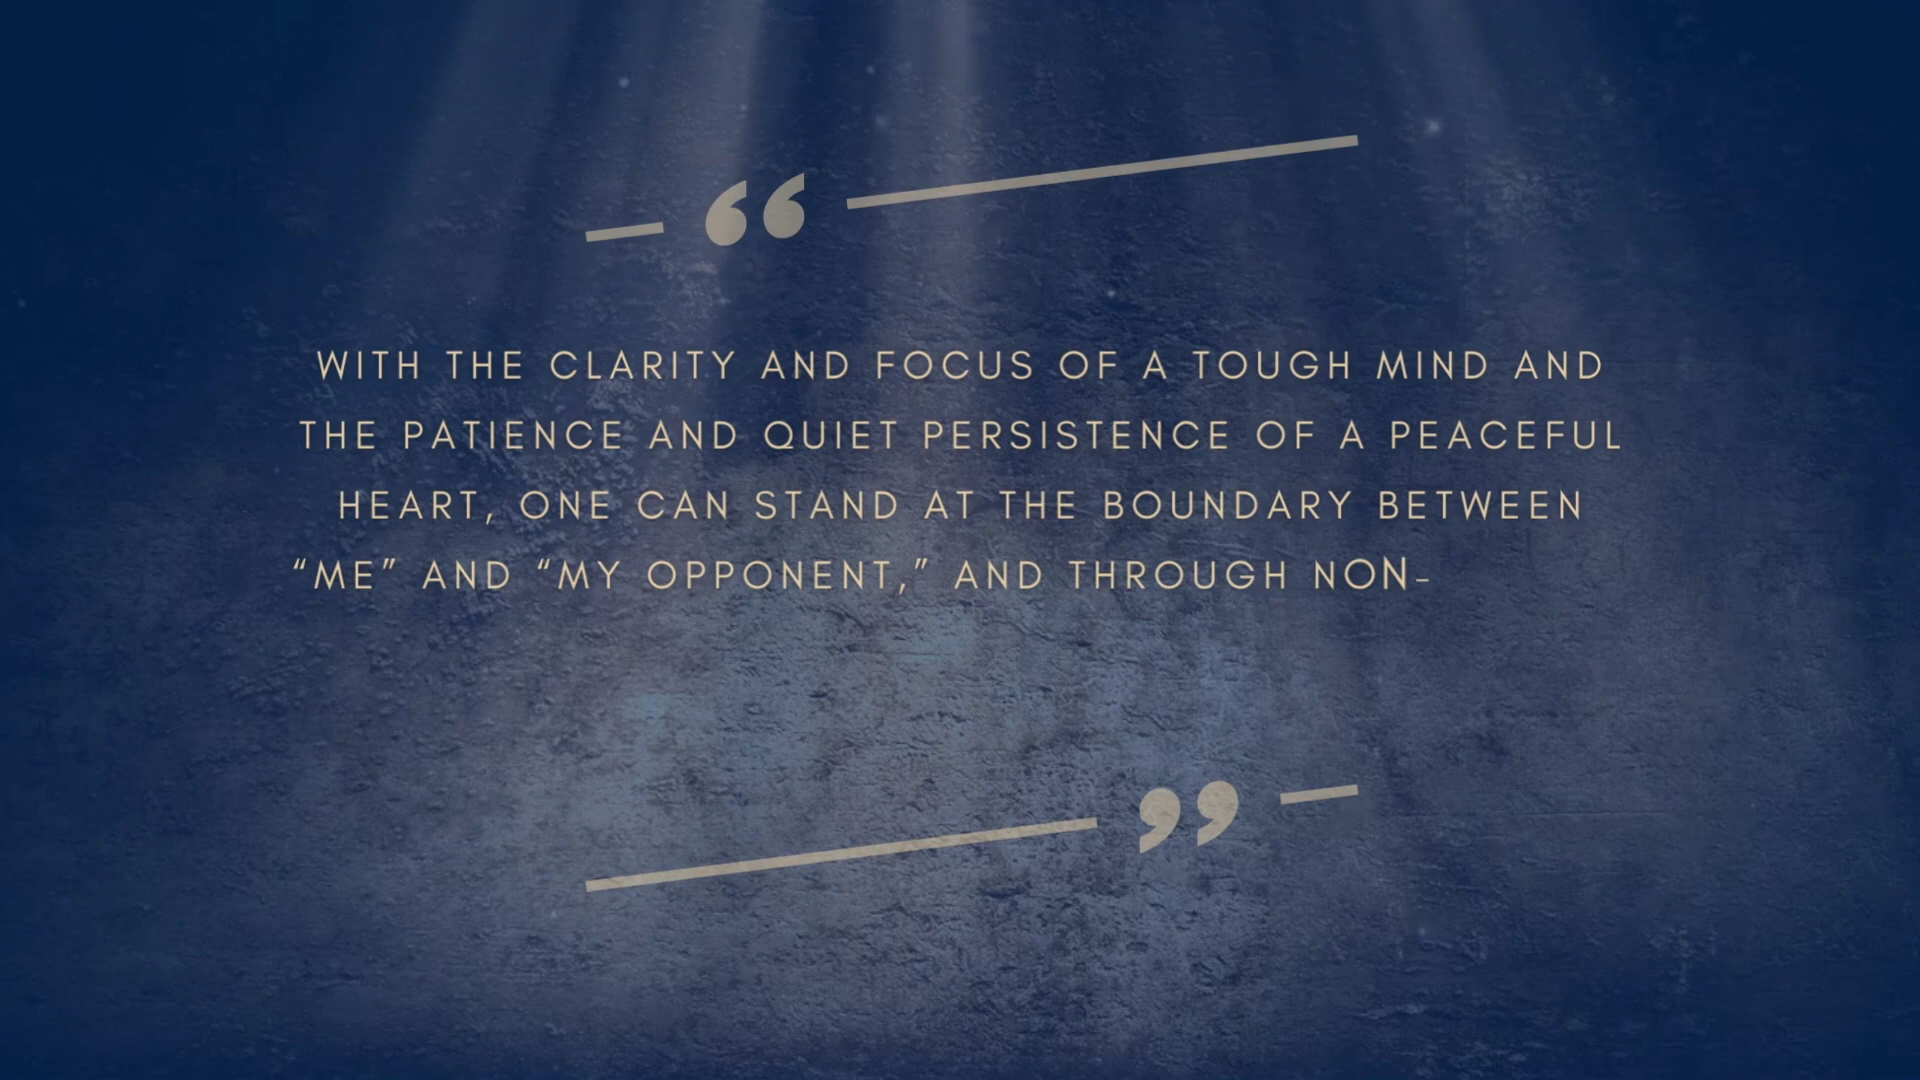 “
WITH THE CLARITY AND FOCUS OF A TOUGH MIND AND
THE PATIENCE AND QUIET PERSISTENCE OF A PEACEFUL
HEART, ONE CAN STAND AT THE BOUNDARY BETWEEN
“ME” AND “MY OPPONENT,” AND THROUGH NON-
”